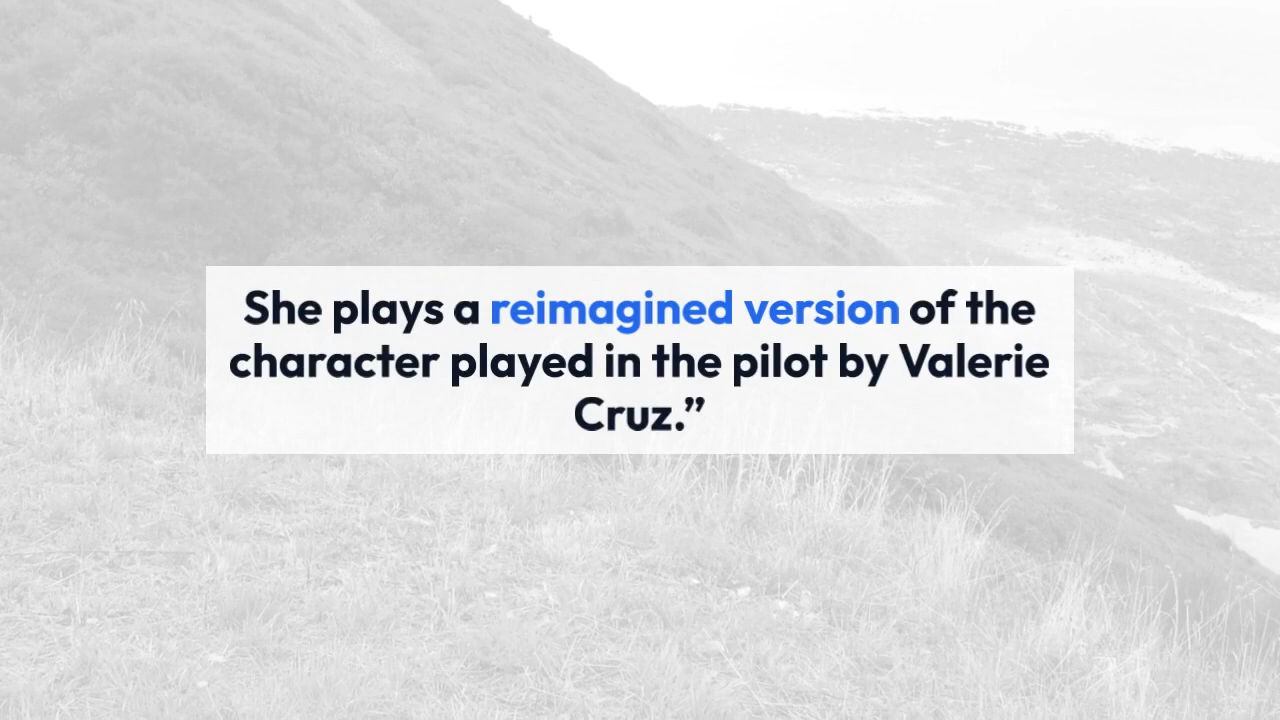 She plays a reimagined version of the
character played in the pilot by Valerie
Cruz.”